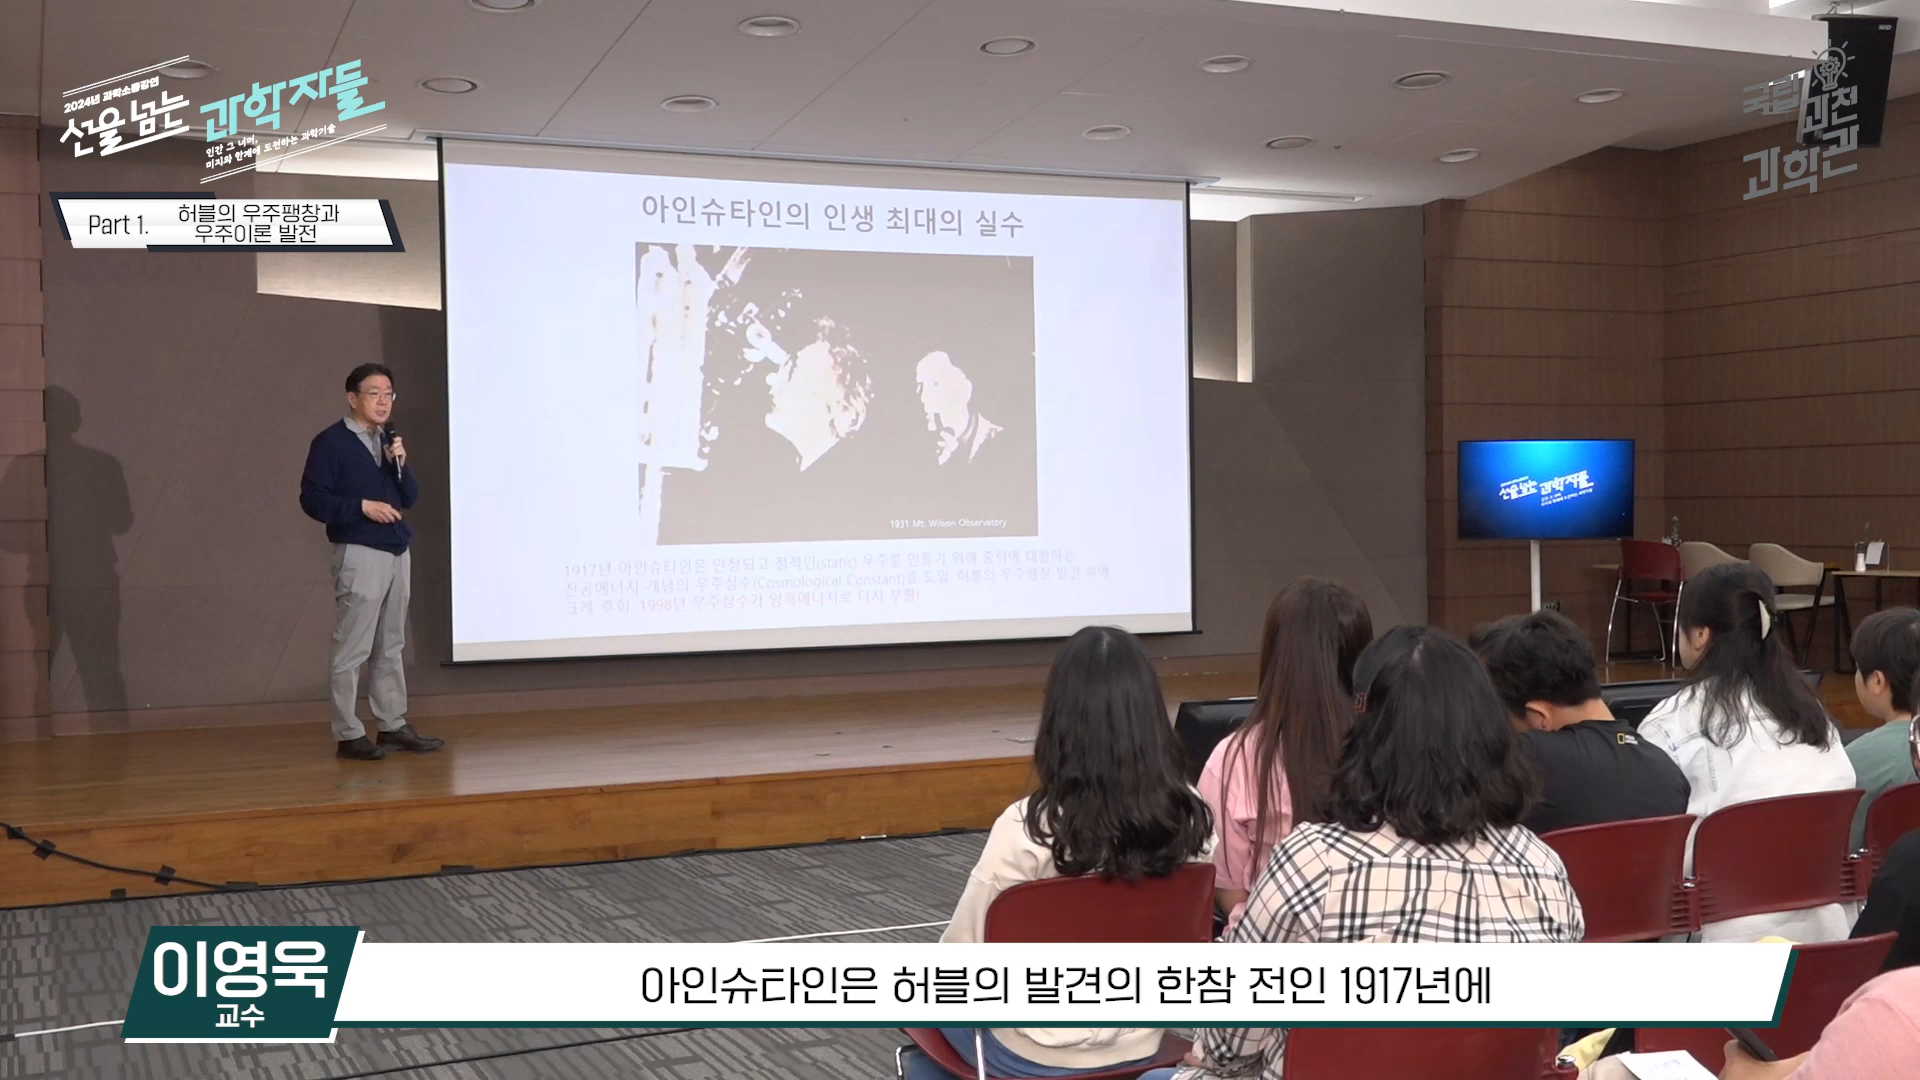 2024년 과학소통강연
선을 넘는 과학자들
인간 그 너머,
미지와 한계에 도전하는 과학기술
Part 1. 허블의 우주팽창과
우주이론 발전
국립
과천
과학관
아인슈타인의 인생 최대의 실수
1931 Mt. Wilson Observatory
1917년 아인슈타인은 안정되고 정적인(static) 우주를 만들기 위해 중력에 대항하는
진공에너지 개념의 우주상수(Cosmological Constant)를 도입 허블의 우주팽창 발견 후에
크게 후회 1998년 우주상수가 암흑에너지로 다시 부활!
선을 넘는 과학자들
이영욱
교수
아인슈타인은 허블의 발견의 한참 전인 1917년에